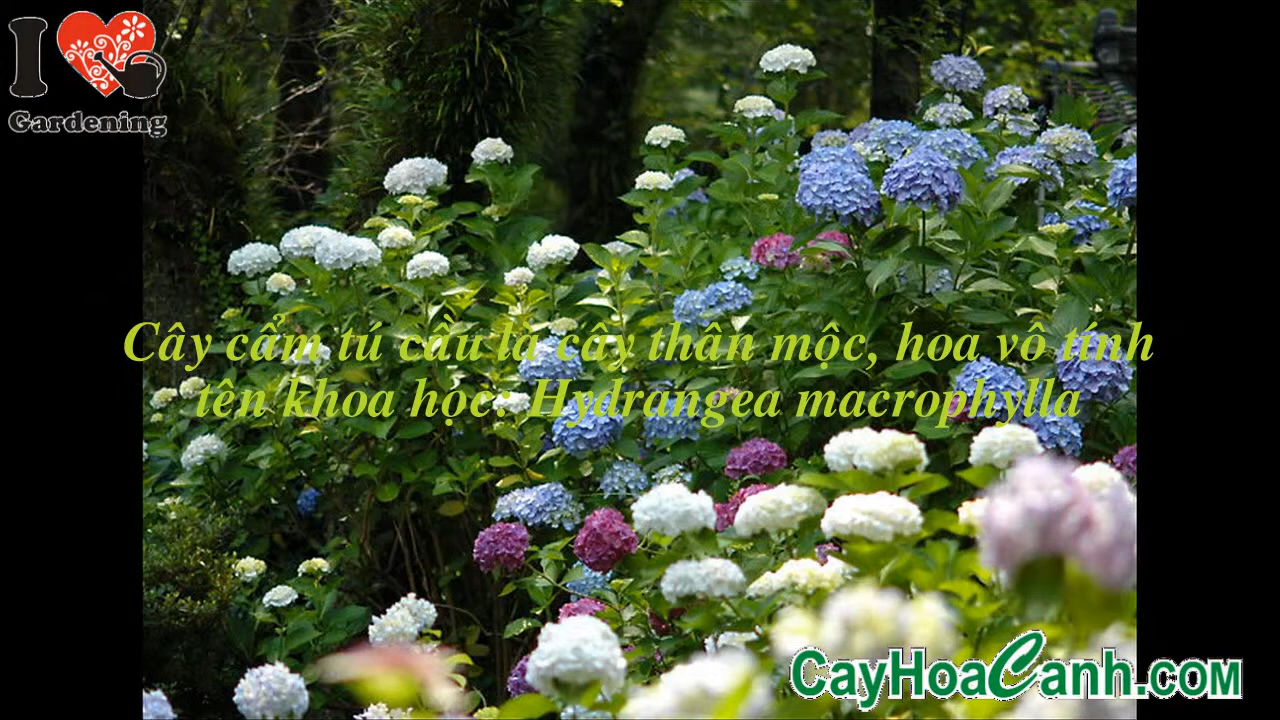 I
Gardening
Cây cẩm tú cầu là cây thân mộc, hoa vô tính
tên khoa học: Hydrangea macrophylla
CayHoaCanh.com